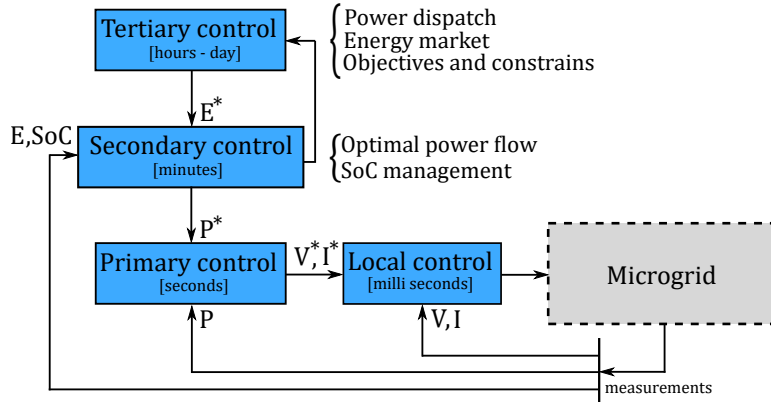 Tertiary control
[hours - day]
Power dispatch
Energy market
Objectives and constrains
E*
E,SoC
Secondary control
[minutes]
Optimal power flow
SoC management
P*
Primary control
[seconds]
V*, I*
Local control
[milli seconds]
Microgrid
P
V, I
measurements